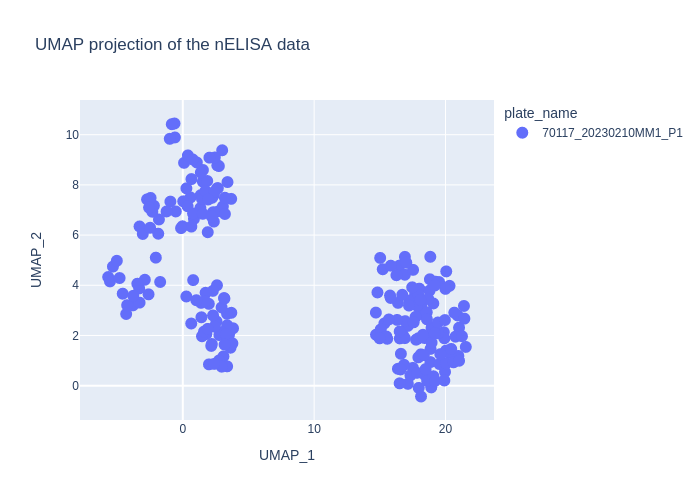 UMAP projection of the nELISA data
plate_name
70117_20230210MM1_P1
10
8
6
4
2
0
UMAP_2
0
10
20
UMAP_1